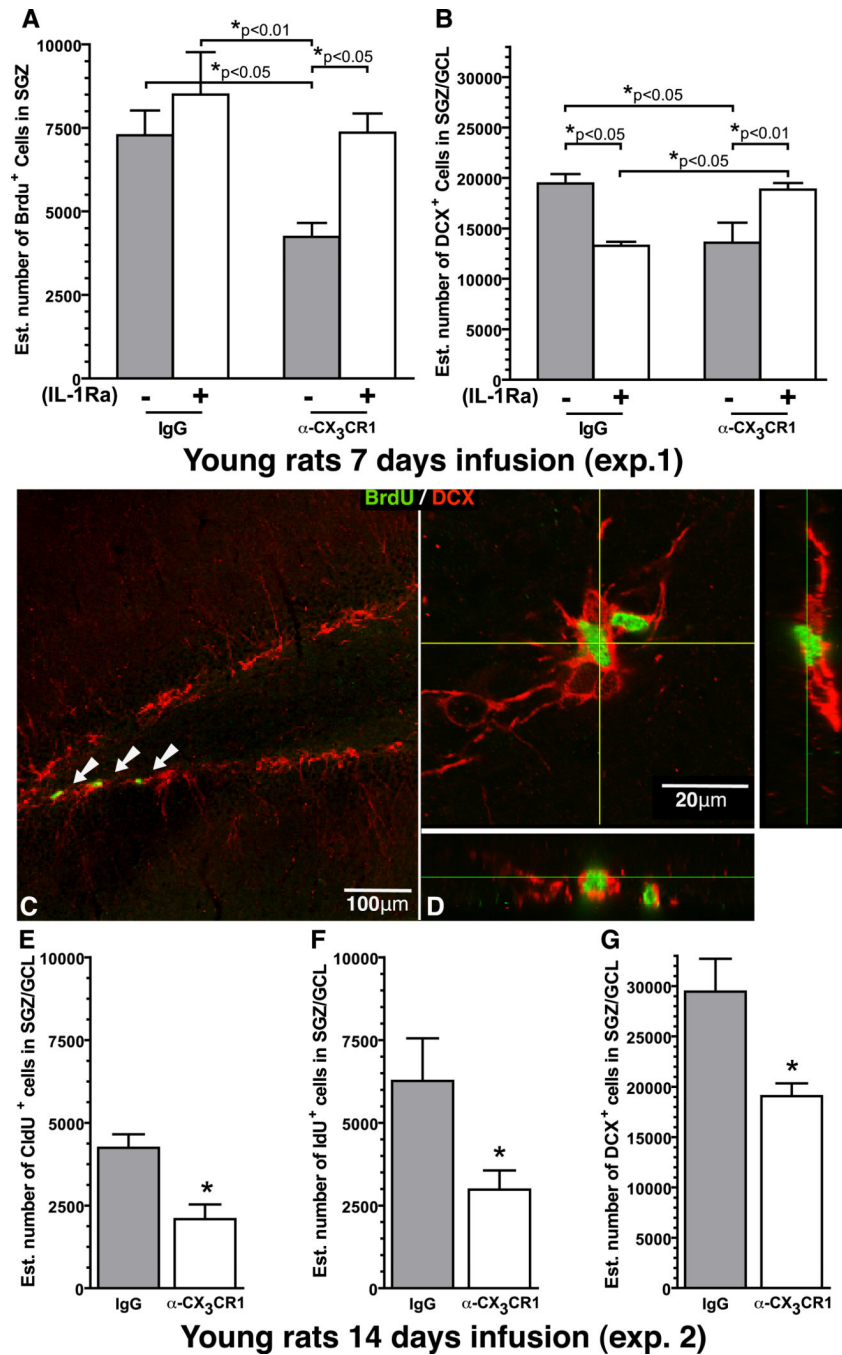 A
Est. number of Brdu⁺ Cells in SGZ
10000
7500
5000
2500
0
*p<0.01
*p<0.05
*p<0.05
(IL-1Ra)
- + - +
IgG α-CX₃CR1
B
Est. number of DCX⁺ Cells in SGZ/GCL
30000
25000
20000
15000
10000
5000
0
*p<0.05
*p<0.05
*p<0.01
*p<0.05
(IL-1Ra)
- + - +
IgG α-CX₃CR1
Young rats 7 days infusion (exp.1)
BrdU / DCX
100µm
C
20µm
D
E
Est. number of CldU⁺ cells in SGZ/GCL
10000
7500
5000
2500
0
*
IgG α-CX₃CR1
F
Est. number of IdU⁺ cells in SGZ/GCL
10000
7500
5000
2500
0
*
IgG α-CX₃CR1
G
Est. number of DCX⁺ cells in SGZ/GCL
30000
25000
20000
15000
10000
5000
0
*
IgG α-CX₃CR1
Young rats 14 days infusion (exp. 2)